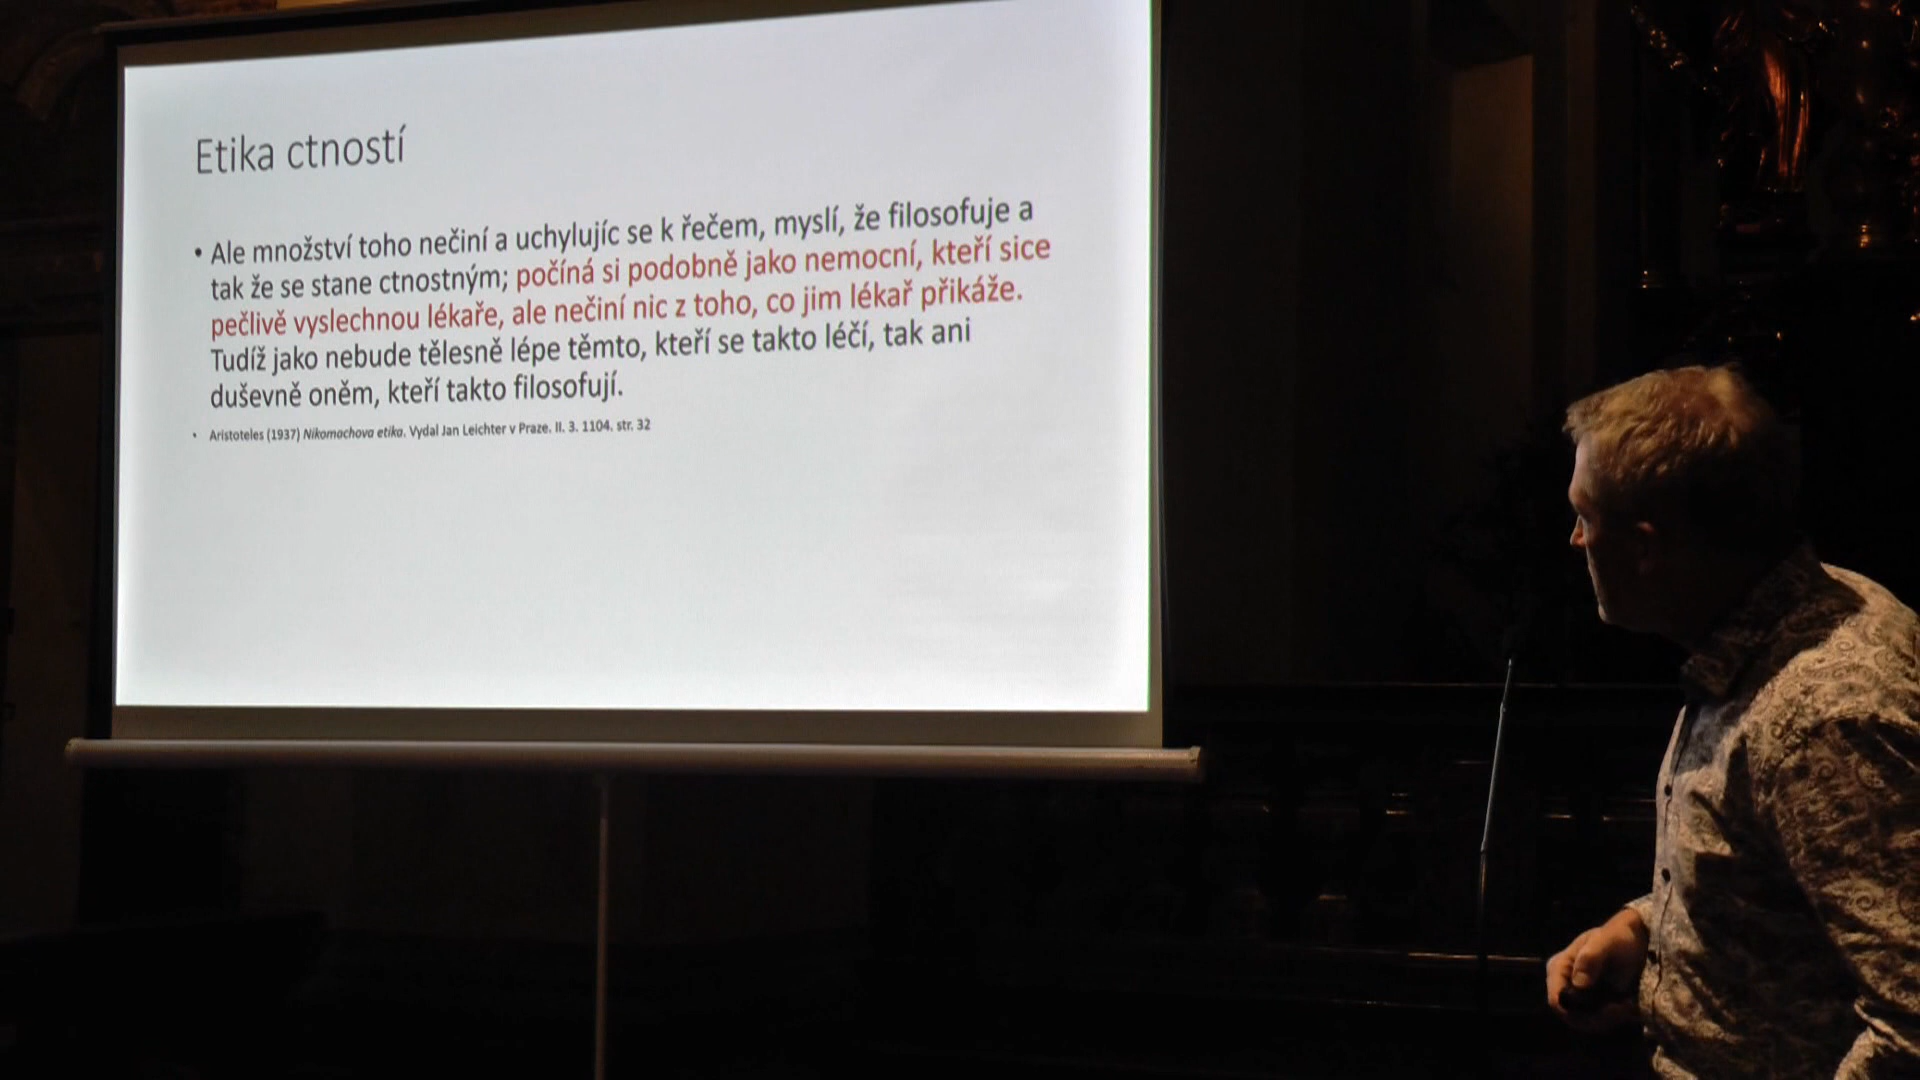 Etika ctností
• Ale množství toho nečiní a uchylujíc se k řečem, myslí, že filosofuje a
tak že se stane ctnostným; počíná si podobně jako nemocní, kteří sice
pečlivě vyslechnou lékaře, ale nečiní nic z toho, co jim lékař přikáže.
Tudíž jako nebude tělesně lépe těmto, kteří se takto léčí, tak ani
duševně oněm, kteří takto filosofují.
• Aristoteles (1937) Nikomachova etika. Vydal Jan Leichter v Praze. II. 3. 1104. str. 32